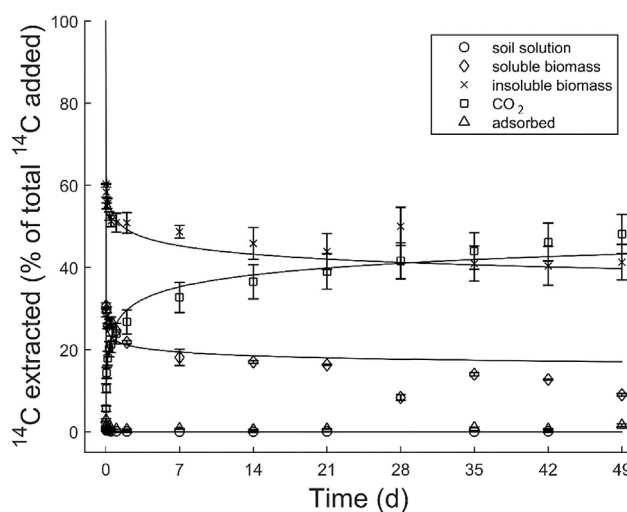 100
80
60
40
20
0
¹⁴C extracted (% of total ¹⁴C added)
soil solution
soluble biomass
insoluble biomass
CO₂
adsorbed
0 7 14 21 28 35 42 49
Time (d)